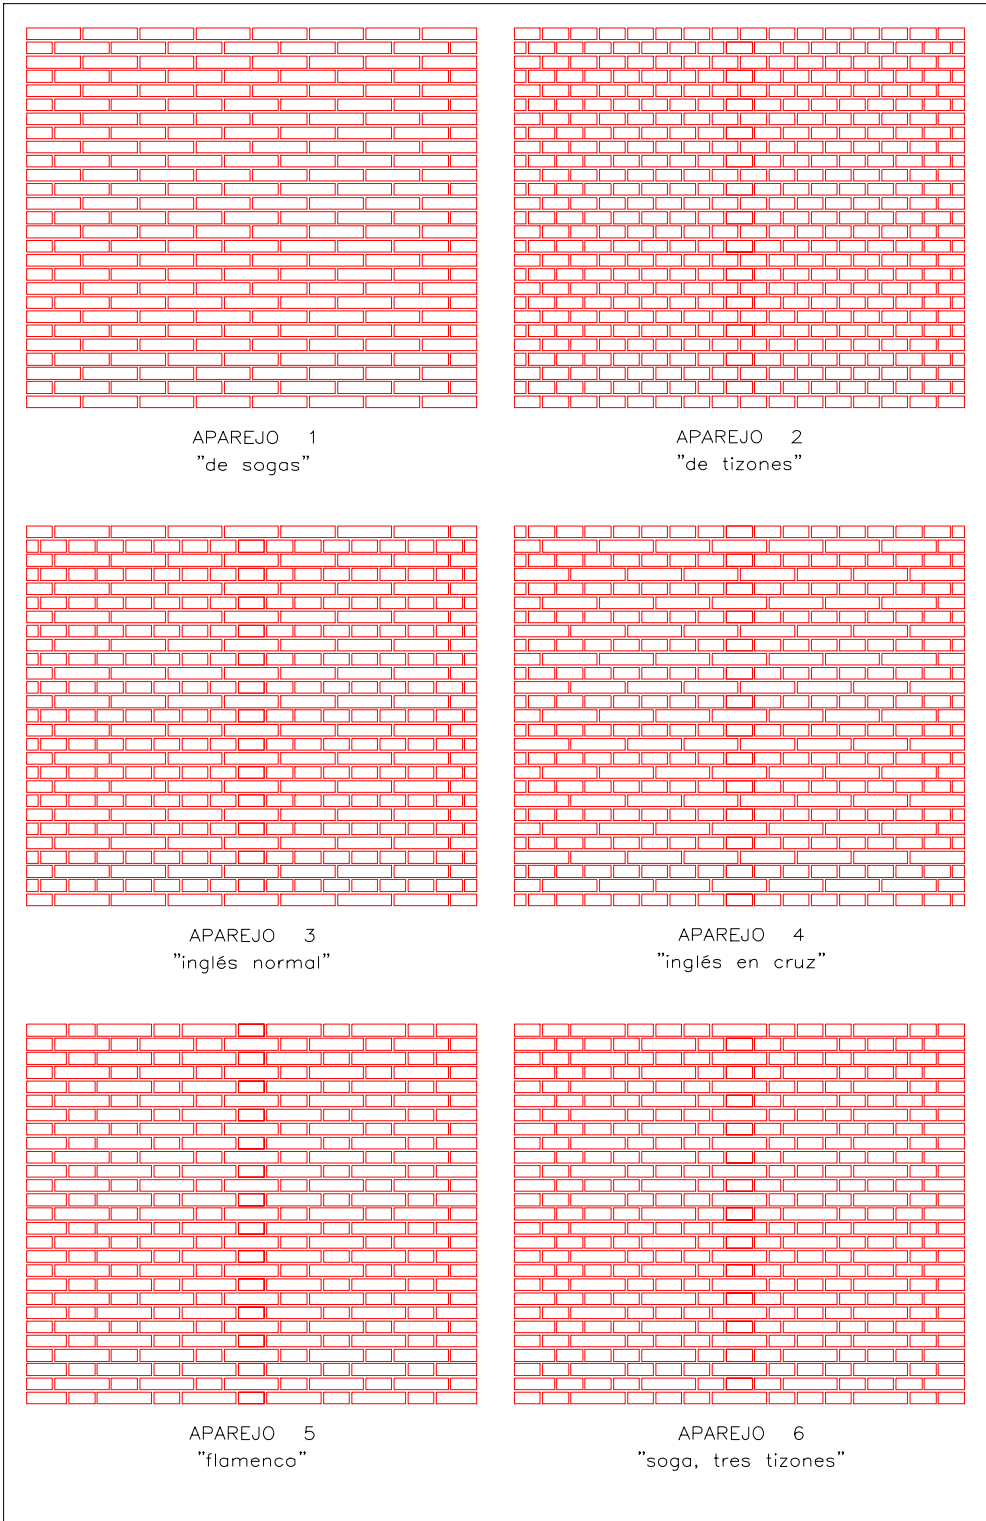 APAREJO 1
"de sogas"
APAREJO 2
"de tizones"
APAREJO 3
"inglés normal"
APAREJO 4
"inglés en cruz"
APAREJO 5
"flamenco"
APAREJO 6
"soga, tres tizones"